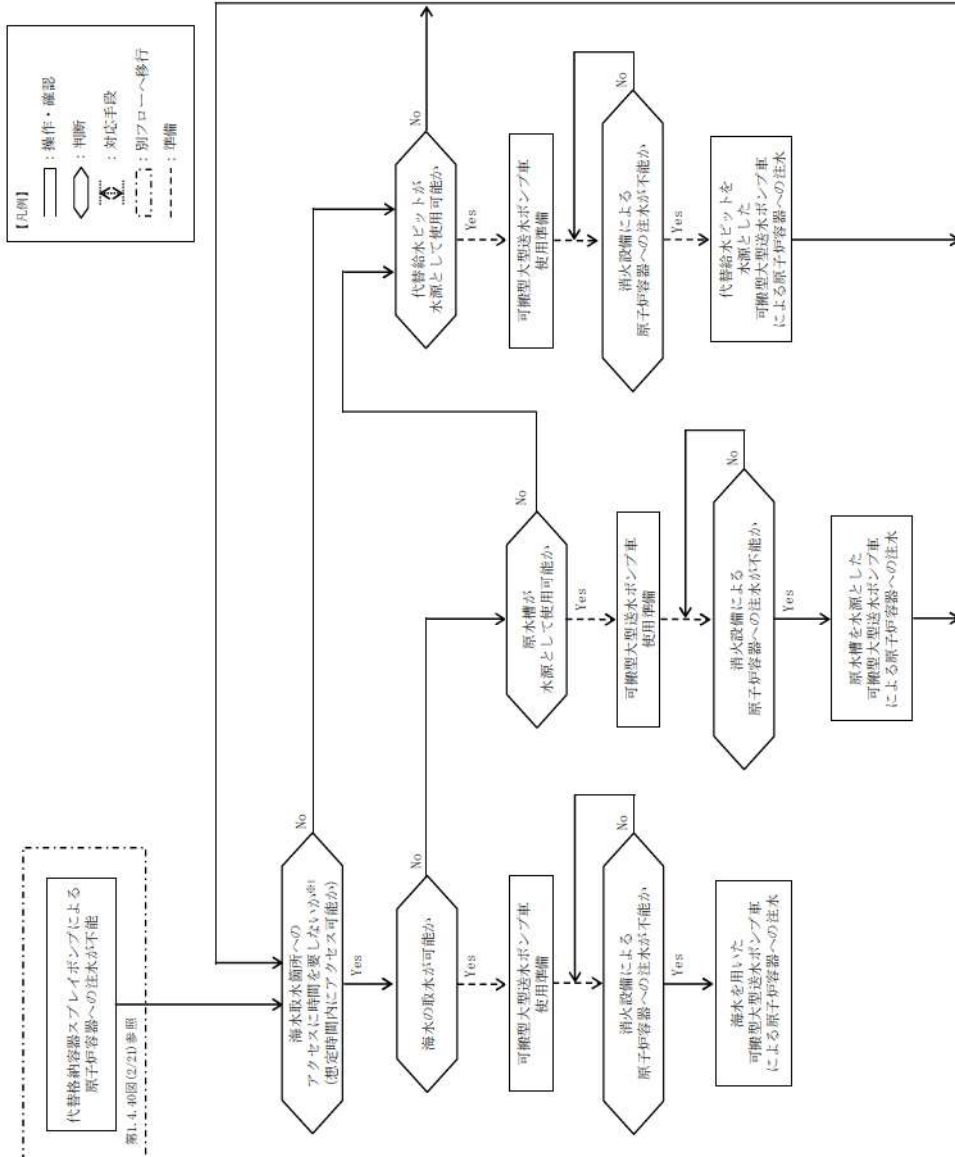 【凡例】
：操作・確認
：判断
：対応手段
：別フローへ移行
：準備
代替格納容器スプレイポンプによる
原子炉容器への注水が不能
第1.4.40図(2/21)参照
海水取水箇所への
アクセスに時間を要しないか※1
(想定時間内にアクセス可能か)
No
Yes
海水の取水が可能か
No
Yes
可搬型大型送水ポンプ車
使用準備
消火設備による
原子炉容器への注水が不能か
No
Yes
海水を用いた
可搬型大型送水ポンプ車
による原子炉容器への注水
原水槽が
水源として使用可能か
No
Yes
可搬型大型送水ポンプ車
使用準備
消火設備による
原子炉容器への注水が不能か
No
Yes
原水槽を水源とした
可搬型大型送水ポンプ車
による原子炉容器への注水
代替給水ピットが
水源として使用可能か
No
Yes
可搬型大型送水ポンプ車
使用準備
消火設備による
原子炉容器への注水が不能か
No
Yes
代替給水ピットを
水源とした
可搬型大型送水ポンプ車
による原子炉容器への注水